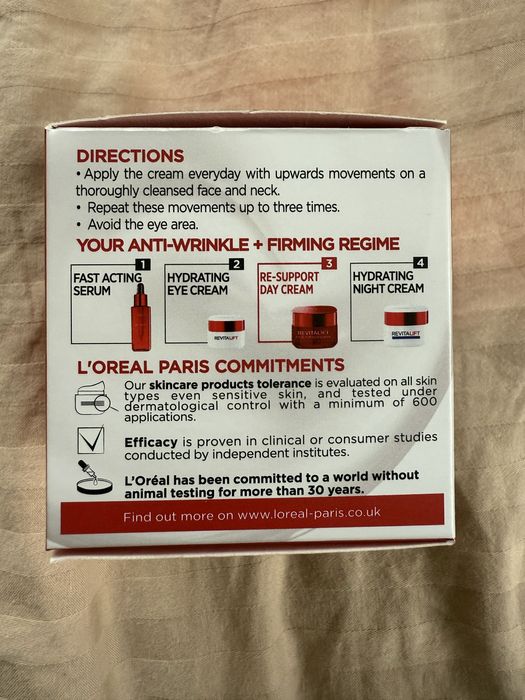 DIRECTIONS
• Apply the cream everyday with upwards movements on a
thoroughly cleansed face and neck.
• Repeat these movements up to three times.
• Avoid the eye area.
YOUR ANTI-WRINKLE + FIRMING REGIME
1
FAST ACTING
SERUM
2
HYDRATING
EYE CREAM
REVITALIFT
3
RE-SUPPORT
DAY CREAM
REVITALIFT
4
HYDRATING
NIGHT CREAM
REVITALIFT
L'OREAL PARIS COMMITMENTS
Our skincare products tolerance is evaluated on all skin
types even sensitive skin, and tested under
dermatological control with a minimum of 600
applications.
Efficacy is proven in clinical or consumer studies
conducted by independent institutes.
L'Oréal has been committed to a world without
animal testing for more than 30 years.
Find out more on www.loreal-paris.co.uk